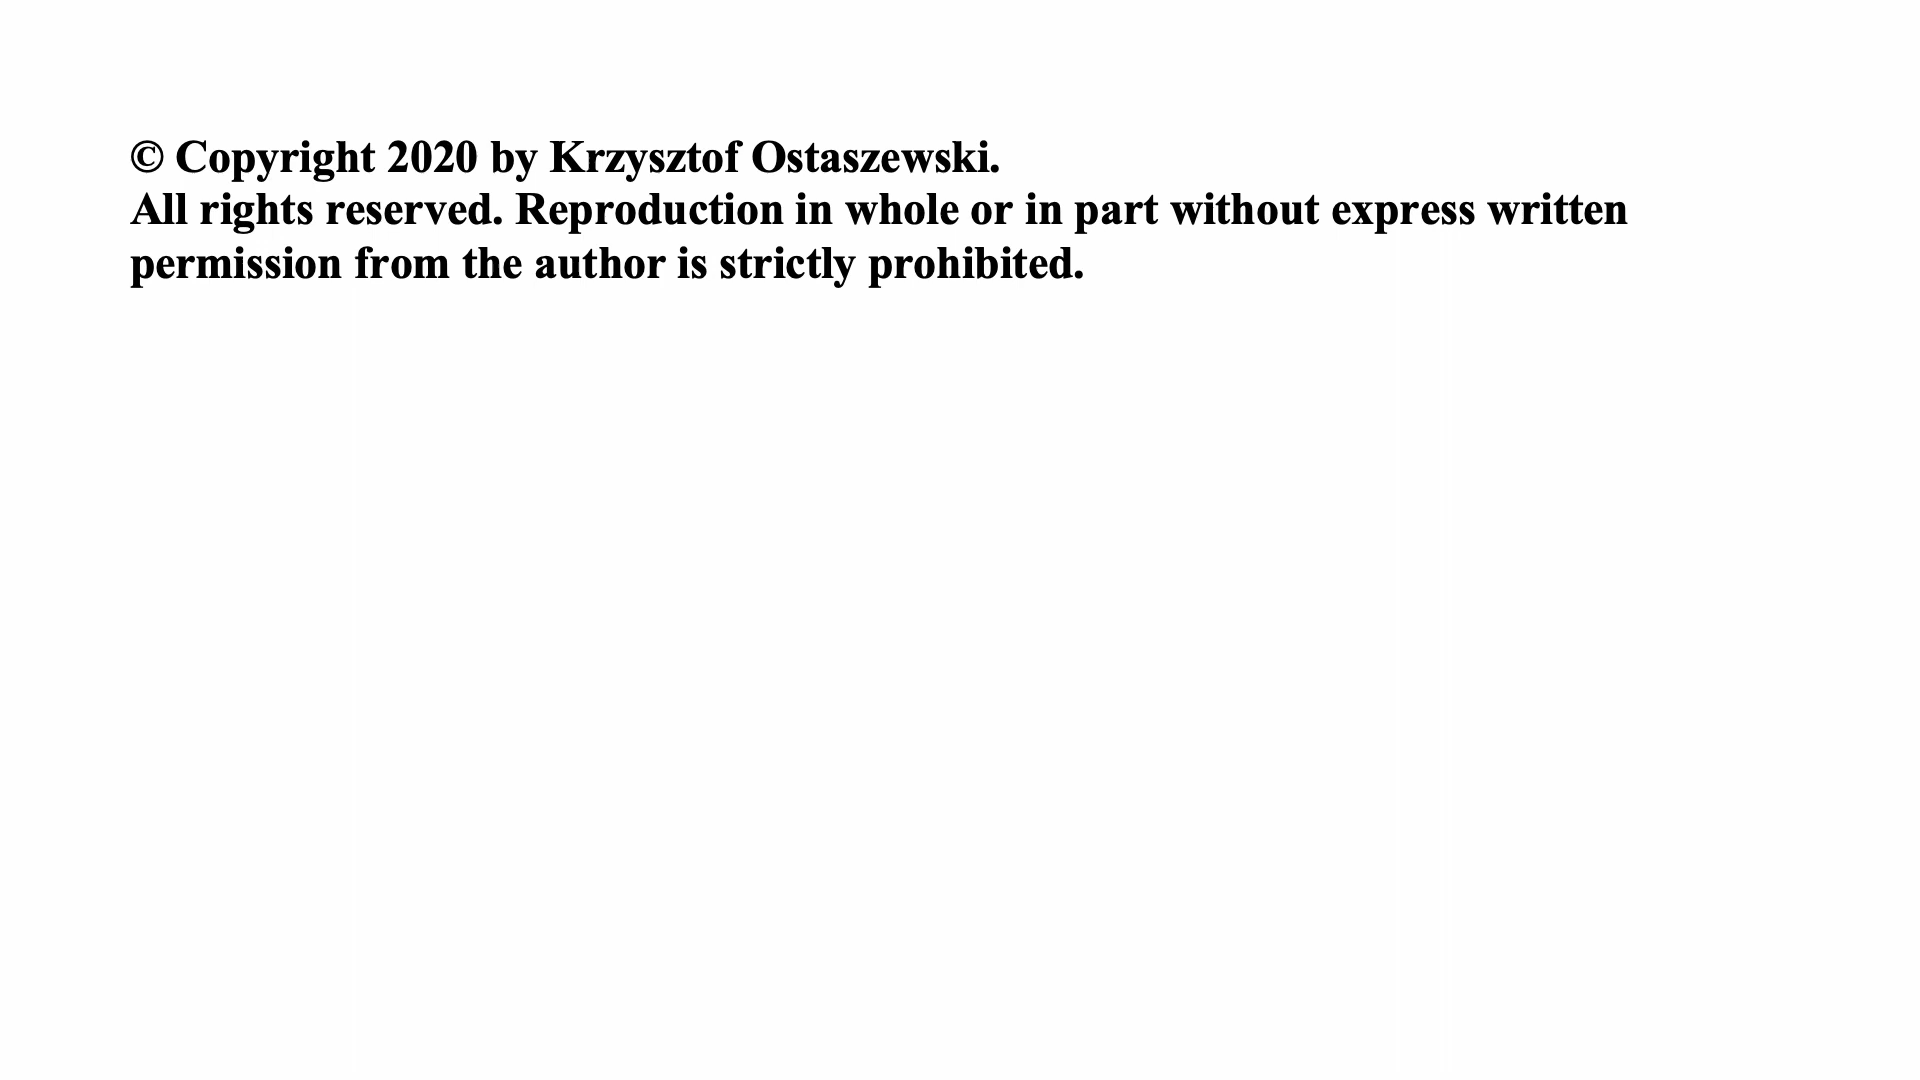 © Copyright 2020 by Krzysztof Ostaszewski.
All rights reserved. Reproduction in whole or in part without express written
permission from the author is strictly prohibited.